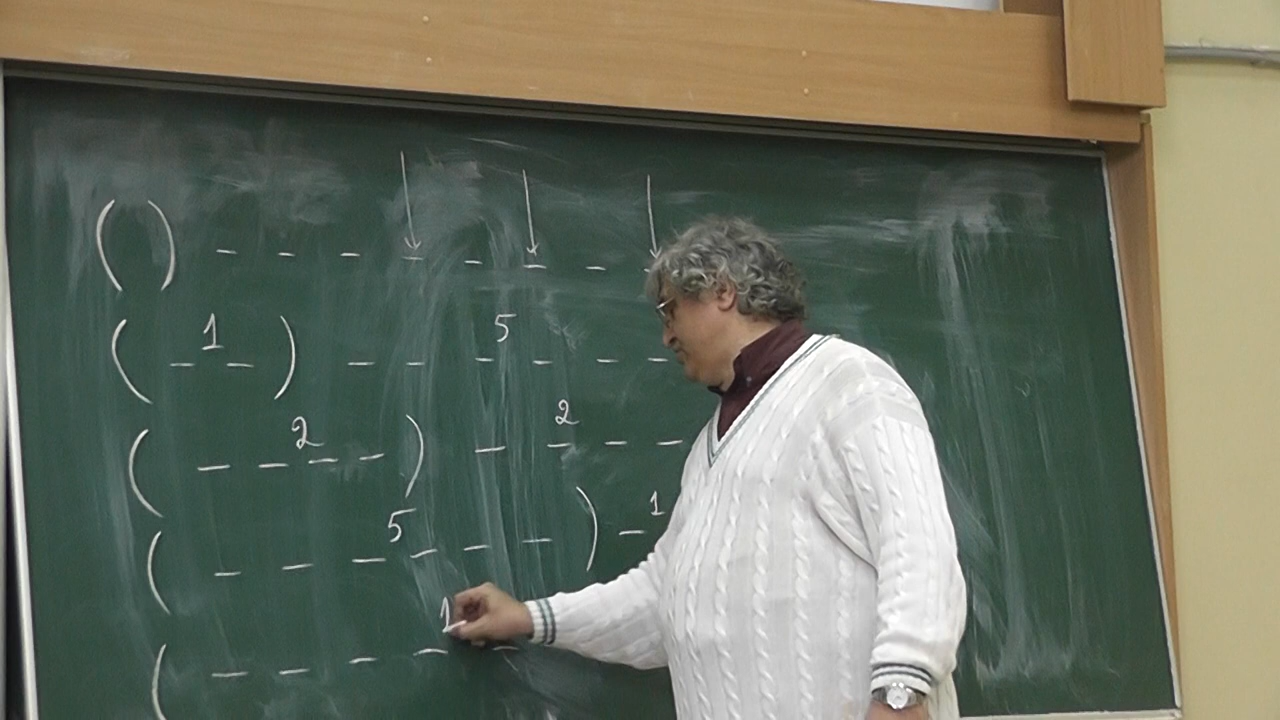 ( ) _ _ _ _ _ _ _ _
( _ 1 _ ) _ _ _ 5 _ _ _
( _ _ 2 _ _ ) _ _ 2 _ _
( _ _ _ 5 _ _ _ ) _ 1
( _ _ _ _ 1 _